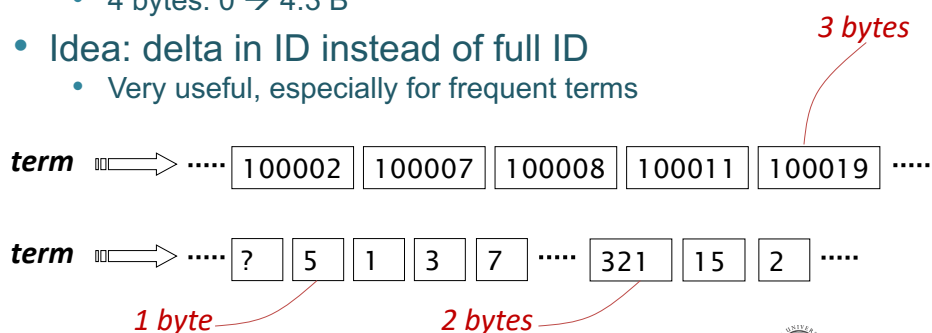 • 4 bytes: 0 → 4.3 B
• Idea: delta in ID instead of full ID
• Very useful, especially for frequent terms
3 bytes
term ····· 100002 100007 100008 100011 100019 ·····
term ····· ? 5 1 3 7 ····· 321 15 2 ·····
1 byte 2 bytes